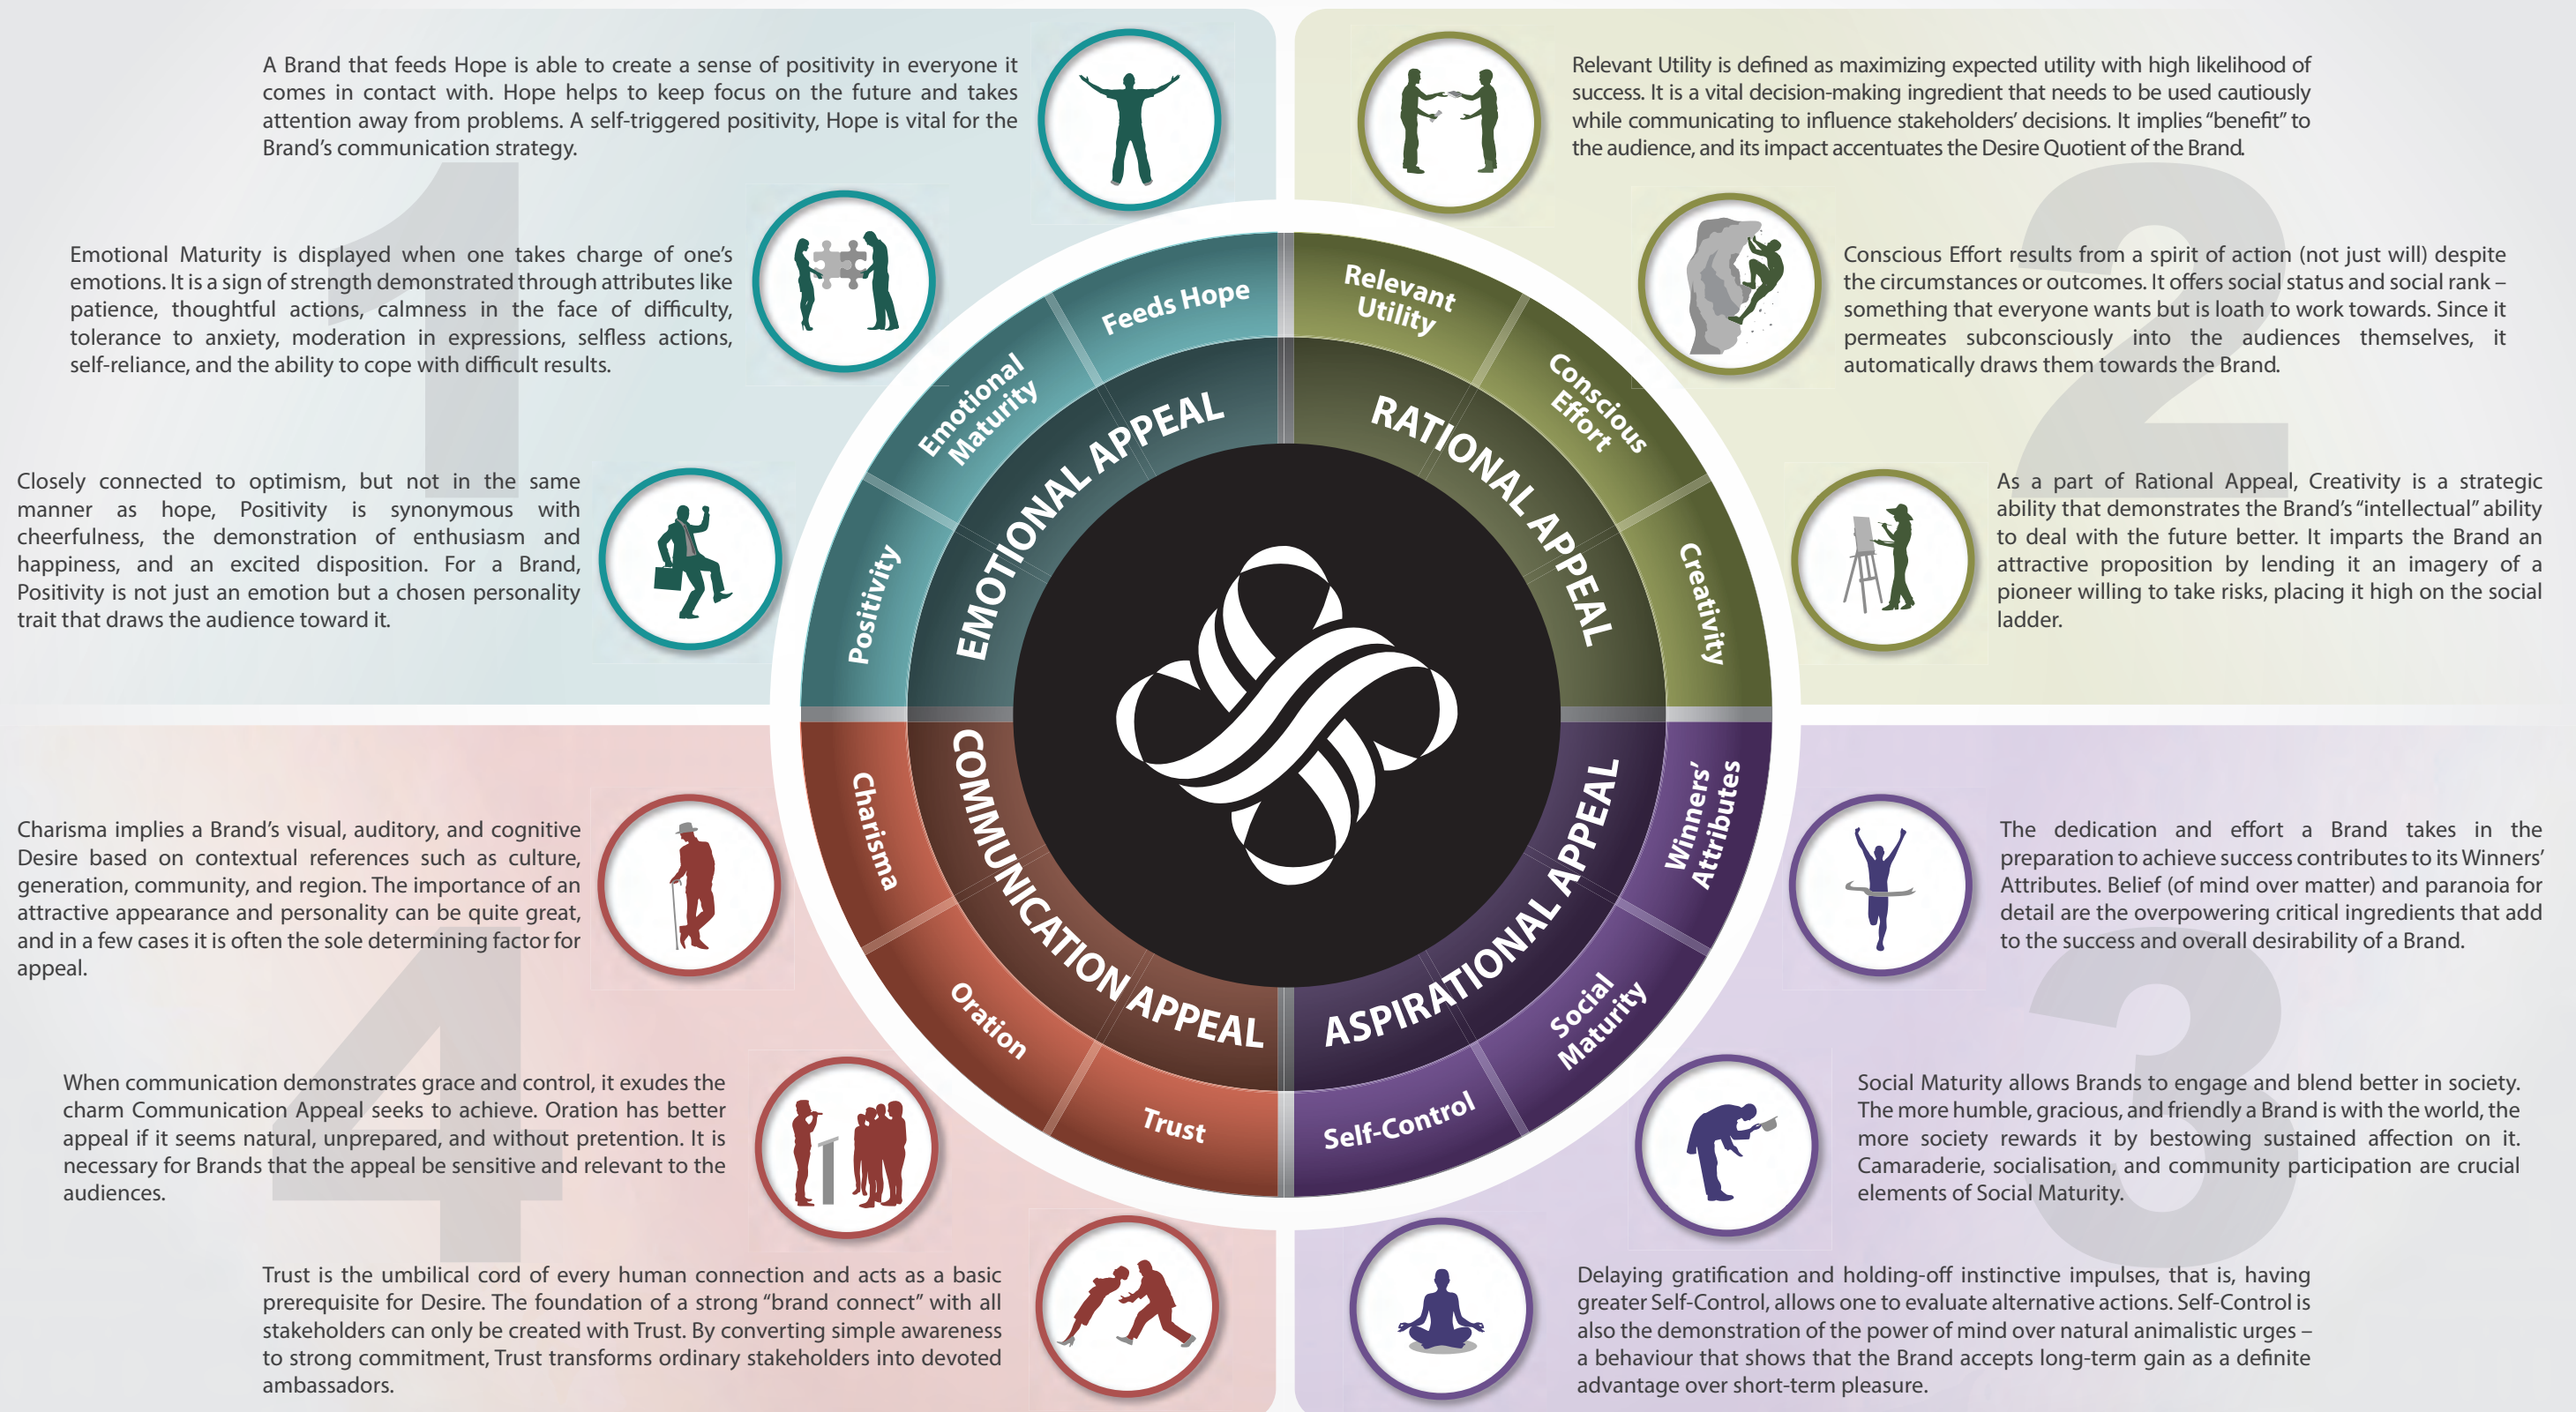 A Brand that feeds Hope is able to create a sense of positivity in everyone it
comes in contact with. Hope helps to keep focus on the future and takes
attention away from problems. A self-triggered positivity, Hope is vital for the
Brand's communication strategy.
1
Emotional Maturity is displayed when one takes charge of one's
emotions. It is a sign of strength demonstrated through attributes like
patience, thoughtful actions, calmness in the face of difficulty,
tolerance to anxiety, moderation in expressions, selfless actions,
self-reliance, and the ability to cope with difficult results.
Closely connected to optimism, but not in the same
manner as hope, Positivity is synonymous with
cheerfulness, the demonstration of enthusiasm and
happiness, and an excited disposition. For a Brand,
Positivity is not just an emotion but a chosen personality
trait that draws the audience toward it.
Feeds Hope
Emotional
Maturity
Positivity
EMOTIONAL APPEAL
Relevant Utility is defined as maximizing expected utility with high likelihood of
success. It is a vital decision-making ingredient that needs to be used cautiously
while communicating to influence stakeholders' decisions. It implies “benefit” to
the audience, and its impact accentuates the Desire Quotient of the Brand.
2
Conscious Effort results from a spirit of action (not just will) despite
the circumstances or outcomes. It offers social status and social rank –
something that everyone wants but is loath to work towards. Since it
permeates subconsciously into the audiences themselves, it
automatically draws them towards the Brand.
As a part of Rational Appeal, Creativity is a strategic
ability that demonstrates the Brand's “intellectual” ability
to deal with the future better. It imparts the Brand an
attractive proposition by lending it an imagery of a
pioneer willing to take risks, placing it high on the social
ladder.
Relevant
Utility
Conscious
Effort
Creativity
RATIONAL APPEAL
The dedication and effort a Brand takes in the
preparation to achieve success contributes to its Winners'
Attributes. Belief (of mind over matter) and paranoia for
detail are the overpowering critical ingredients that add
to the success and overall desirability of a Brand.
3
Social Maturity allows Brands to engage and blend better in society.
The more humble, gracious, and friendly a Brand is with the world, the
more society rewards it by bestowing sustained affection on it.
Camaraderie, socialisation, and community participation are crucial
elements of Social Maturity.
Delaying gratification and holding-off instinctive impulses, that is, having
greater Self-Control, allows one to evaluate alternative actions. Self-Control is
also the demonstration of the power of mind over natural animalistic urges –
a behaviour that shows that the Brand accepts long-term gain as a definite
advantage over short-term pleasure.
Winners'
Attributes
Social
Maturity
Self-Control
ASPIRATIONAL APPEAL
Charisma implies a Brand's visual, auditory, and cognitive
Desire based on contextual references such as culture,
generation, community, and region. The importance of an
attractive appearance and personality can be quite great,
and in a few cases it is often the sole determining factor for
appeal.
4
When communication demonstrates grace and control, it exudes the
charm Communication Appeal seeks to achieve. Oration has better
appeal if it seems natural, unprepared, and without pretention. It is
necessary for Brands that the appeal be sensitive and relevant to the
audiences.
Trust is the umbilical cord of every human connection and acts as a basic
prerequisite for Desire. The foundation of a strong “brand connect” with all
stakeholders can only be created with Trust. By converting simple awareness
to strong commitment, Trust transforms ordinary stakeholders into devoted
ambassadors.
Charisma
Oration
Trust
COMMUNICATION APPEAL